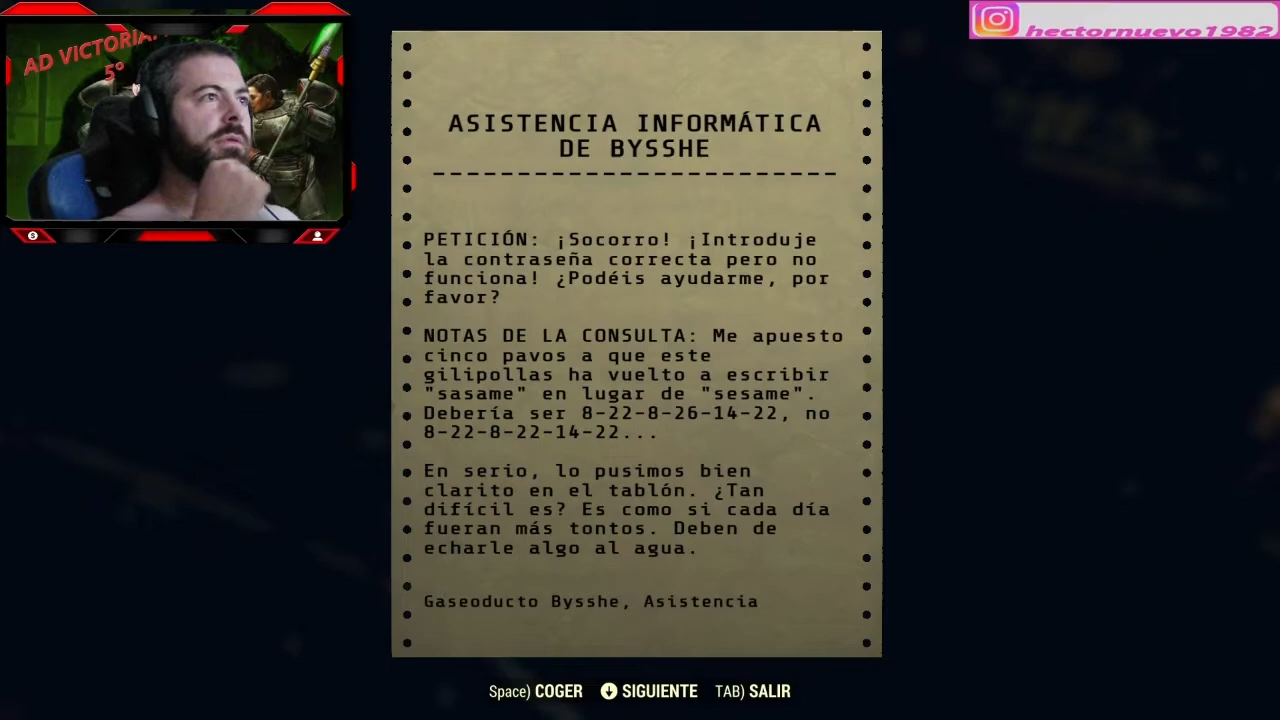 AD VICTORIA
5º
hectornuevo1982
ASISTENCIA INFORMÁTICA
DE BYSSHE
------------------------
PETICIÓN: ¡Socorro! ¡Introduje
la contraseña correcta pero no
funciona! ¿Podéis ayudarme, por
favor?
NOTAS DE LA CONSULTA: Me apuesto
cinco pavos a que este
gilipollas ha vuelto a escribir
"sasame" en lugar de "sesame".
Debería ser 8-22-8-26-14-22, no
8-22-8-22-14-22...
En serio, lo pusimos bien
clarito en el tablón. ¿Tan
difícil es? Es como si cada día
fueran más tontos. Deben de
echarle algo al agua.
Gaseoducto Bysshe, Asistencia
Space) COGER SIGUIENTE TAB) SALIR